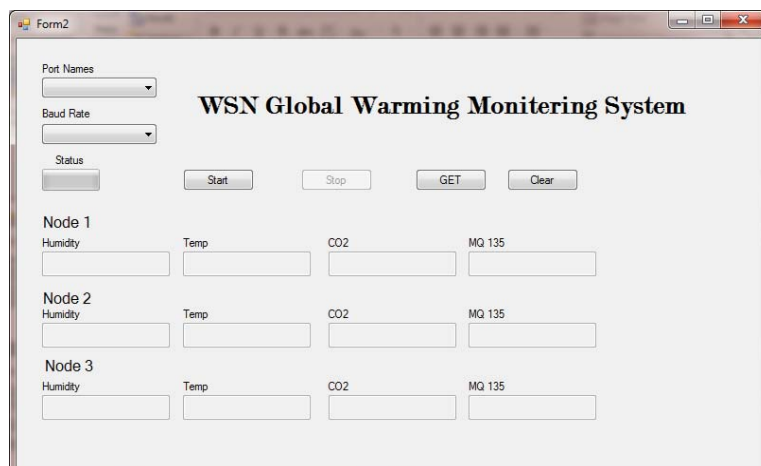 Form2
Port Names
WSN Global Warming Monitering System
Baud Rate
Status
Start Stop GET Clear
Node 1
Humidity Temp CO2 MQ 135
Node 2
Humidity Temp CO2 MQ 135
Node 3
Humidity Temp CO2 MQ 135